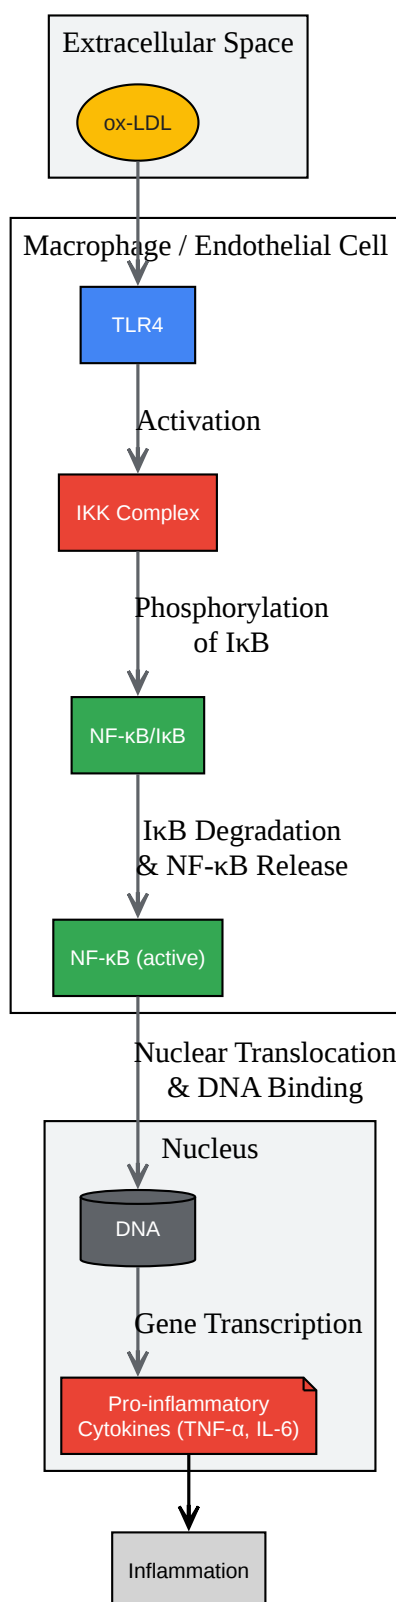 Extracellular Space
ox-LDL
Macrophage / Endothelial Cell
TLR4
Activation
IKK Complex
Phosphorylation
of IκB
NF-κB/IκB
IκB Degradation
& NF-κB Release
NF-κB (active)
Nuclear Translocation
& DNA Binding
Nucleus
DNA
Gene Transcription
Pro-inflammatory
Cytokines (TNF-α, IL-6)
Inflammation